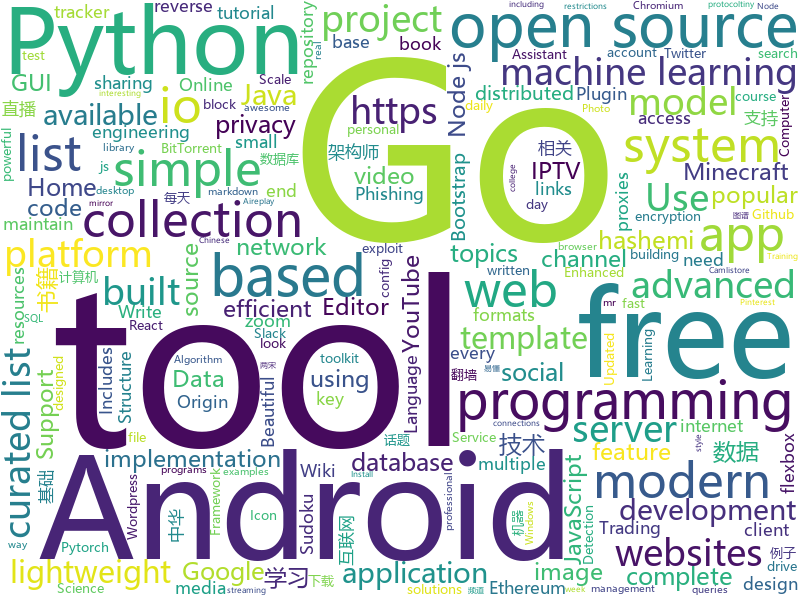 Go
tool
Android
free
Python
open source
programming
machine learning
based
web
system
modern
simple
collection
app
list
io
https
project
model
platform
built
template
server
websites
advanced
Use
curated list
lightweight
development
application
implementation
database
efficient
Editor
using
network
video
privacy
available
Java
GUI
reverse
tutorial
tracker
sharing
Online
engineering
Scale
base
book
repository
block
small
BitTorrent
直播
powerful
js
library
awesome
interesting
test
real
including
restrictions
Chromium
protocoltiny
Node
Assistant
account
Twitter
search
distributed
Plugin
daily
personal
Photo
course
access
支持
Computer
Node js
Bootstrap
IPTV
相关
links
day
college
Phishing
架构师
数据库
每天
markdown
desktop
mirror
Aireplay
Chinese
end
encryption
Github
browser
图谱
Training
proxies
Minecraft
popular
hashemi
topics
channel
need
building
written
Enhanced
Camlistore
Pinterest
fast
code
Home
maintain
resources
书籍
计算机
SQL
source
Write
React
Slack
zoom
exploit
config
YouTube
Language
formats
every
look
toolkit
key
翻墙
mr
Updated
Learning
Support
designed
基础
Includes
Structure
Data
Origin
Algorithm
Beautiful
social
feature
internet
数据
flexbox
JavaScript
技术
multiple
Service
connections
style
examples
Install
programs
file
Wordpress
中华
Framework
Icon
Wiki
Sudoku
互联网
话题
client
Trading
例子
complete
drive
design
image
Detection
机器
Windows
易懂
professional
solutions
Ethereum
management
queries
week
频道
streaming
下载
两宋
学习
Google
media
Science
Pytorch
way